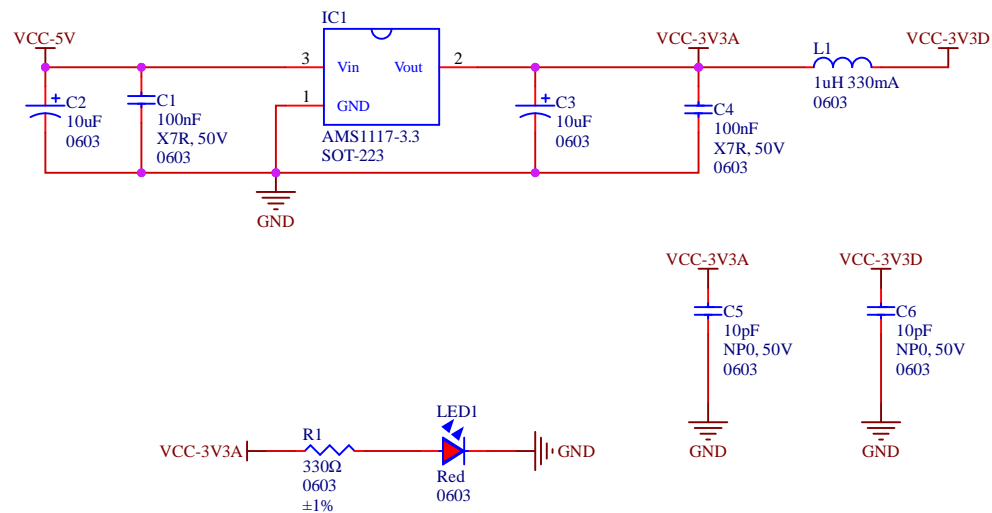 VCC-5V
IC1
VCC-3V3A
L1
VCC-3V3D
3
Vin
Vout
2
1uH 330mA
0603
1
GND
C2
10uF
0603
+
C1
100nF
X7R, 50V
0603
AMS1117-3.3
SOT-223
+
C3
10uF
0603
C4
100nF
X7R, 50V
0603
GND
VCC-3V3A
VCC-3V3D
C5
10pF
NP0, 50V
0603
C6
10pF
NP0, 50V
0603
GND
GND
VCC-3V3A
R1
330Ω
0603
±1%
LED1
Red
0603
GND